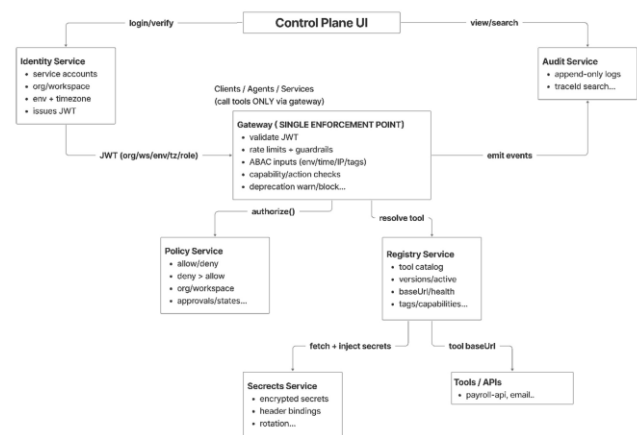 Control Plane UI
login/verify
view/search
Identity Service
• service accounts
• org/workspace
• env + timezone
• issues JWT
Audit Service
• append-only logs
• traceId search...
Clients / Agents / Services
(call tools ONLY via gateway)
Gateway ( SINGLE ENFORCEMENT POINT)
• validate JWT
• rate limits + guardrails
• ABAC inputs (env/time/IP/tags)
• capability/action checks
• deprecation warn/block...
JWT (org/ws/env/tz/role)
emit events
authorize()
resolve tool
Policy Service
• allow/deny
• deny > allow
• org/workspace
• approvals/states...
Registry Service
• tool catalog
• versions/active
• baseUrl/health
• tags/capabilities...
fetch + inject secrets
tool baseUrl
Secrects Service
• encrypted secrets
• header bindings
• rotation...
Tools / APIs
• payroll-api, email..